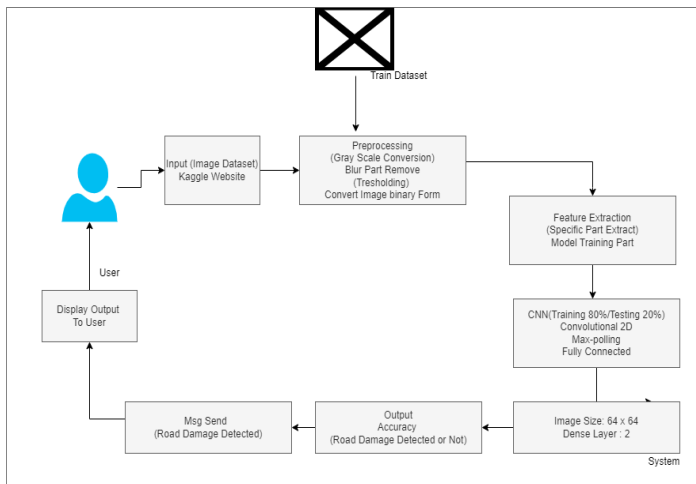 Train Dataset
Input (Image Dataset)
Kaggle Website
Preprocessing
(Gray Scale Conversion)
Blur Part Remove
(Tresholding)
Convert Image binary Form
Feature Extraction
(Specific Part Extract)
Model Training Part
User
Display Output
To User
CNN(Training 80%/Testing 20%)
Convolutional 2D
Max-polling
Fully Connected
Msg Send
(Road Damage Detected)
Output
Accuracy
(Road Damage Detected or Not)
Image Size: 64 x 64
Dense Layer : 2
System